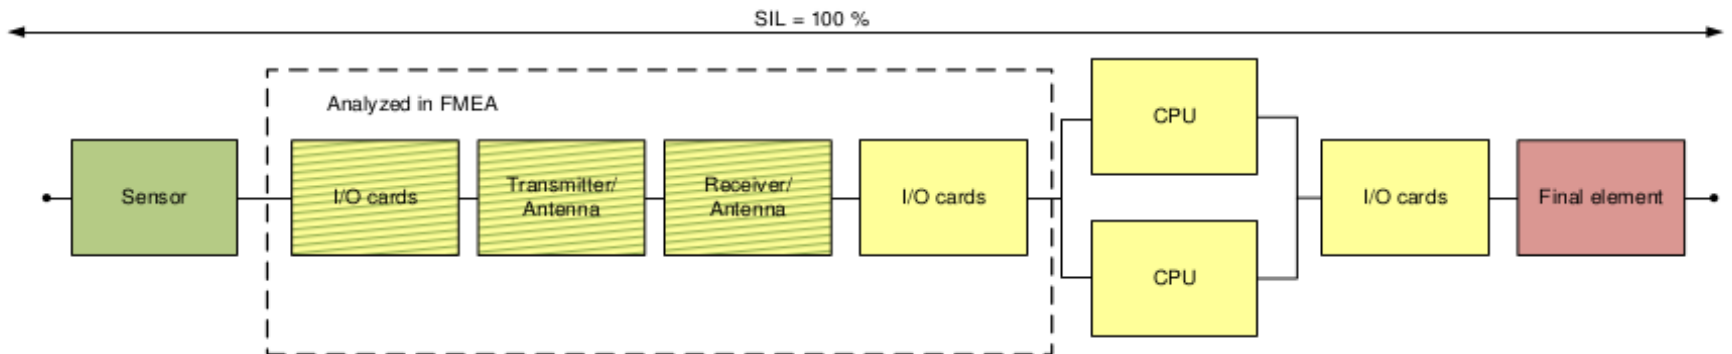 SIL = 100 %
Analyzed in FMEA
Sensor
I/O cards
Transmitter/
Antenna
Receiver/
Antenna
I/O cards
CPU
CPU
I/O cards
Final element